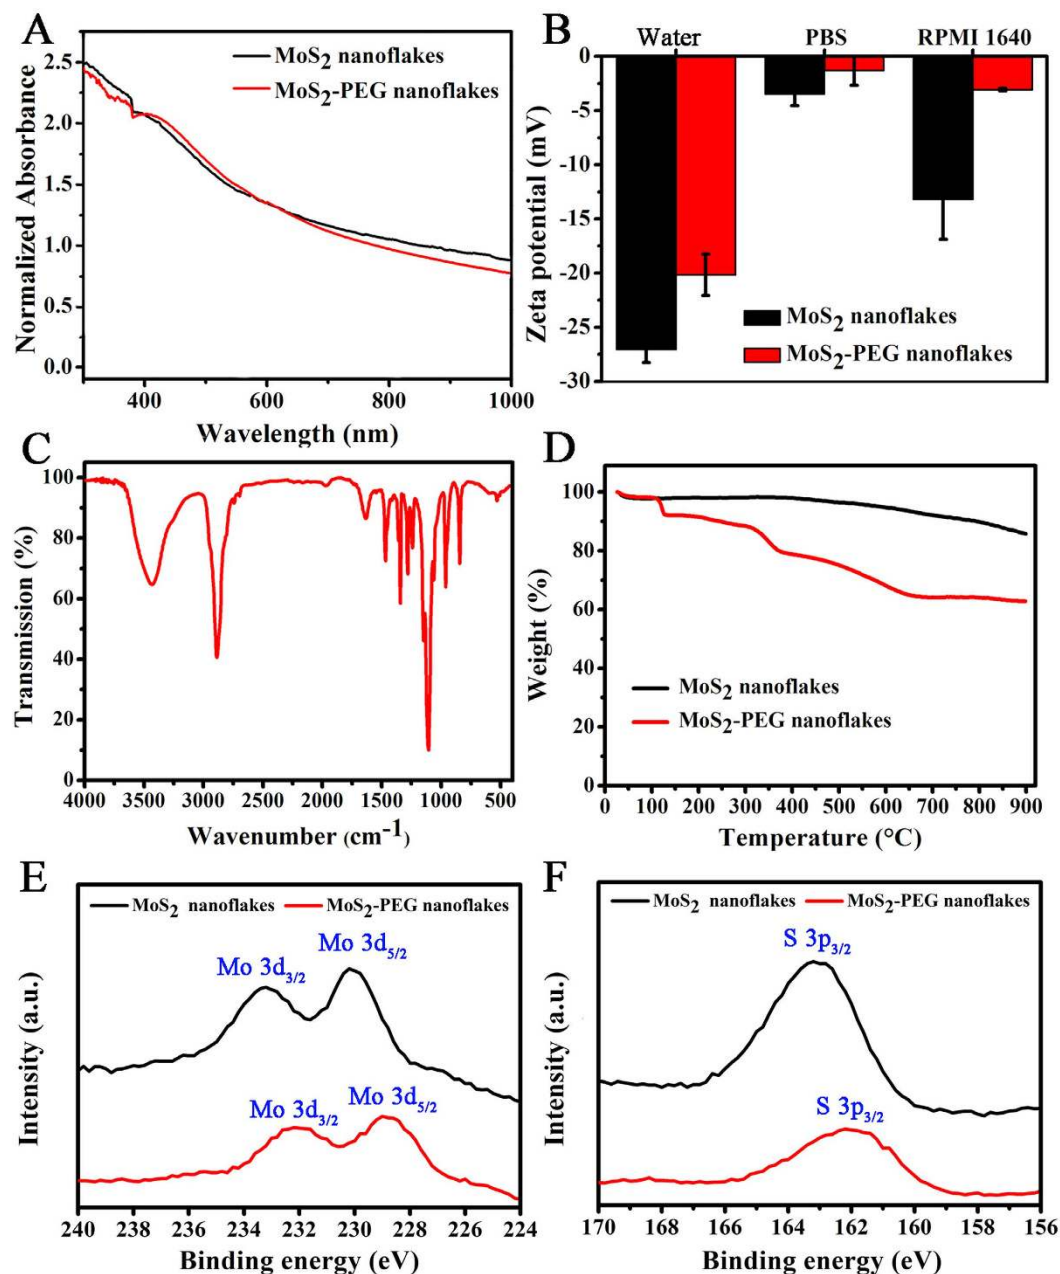 A
MoS2 nanoflakes
MoS2-PEG nanoflakes
Normalized Absorbance
2.5
2.0
1.5
1.0
0.5
0.0
400 600 800 1000
Wavelength (nm)
B
Water PBS RPMI 1640
Zeta potential (mV)
0
-5
-10
-15
-20
-25
-30
MoS2 nanoflakes
MoS2-PEG nanoflakes
C
Transmission (%)
100
80
60
40
20
0
4000 3000 2000 1500 1000 500
Wavenumber (cm-1)
D
Weight (%)
100
80
60
40
20
0
MoS2 nanoflakes
MoS2-PEG nanoflakes
0 100 200 300 400 500 600 700 800 900
Temperature (°C)
E
MoS2 nanoflakes MoS2-PEG nanoflakes
Mo 3d3/2 Mo 3d5/2
Mo 3d3/2 Mo 3d5/2
Intensity (a.u.)
240 238 236 234 232 230 228 226 224
Binding energy (eV)
F
MoS2 nanoflakes MoS2-PEG nanoflakes
S 3p3/2
S 3p3/2
Intensity (a.u.)
170 168 166 164 162 160 158 156
Binding energy (eV)